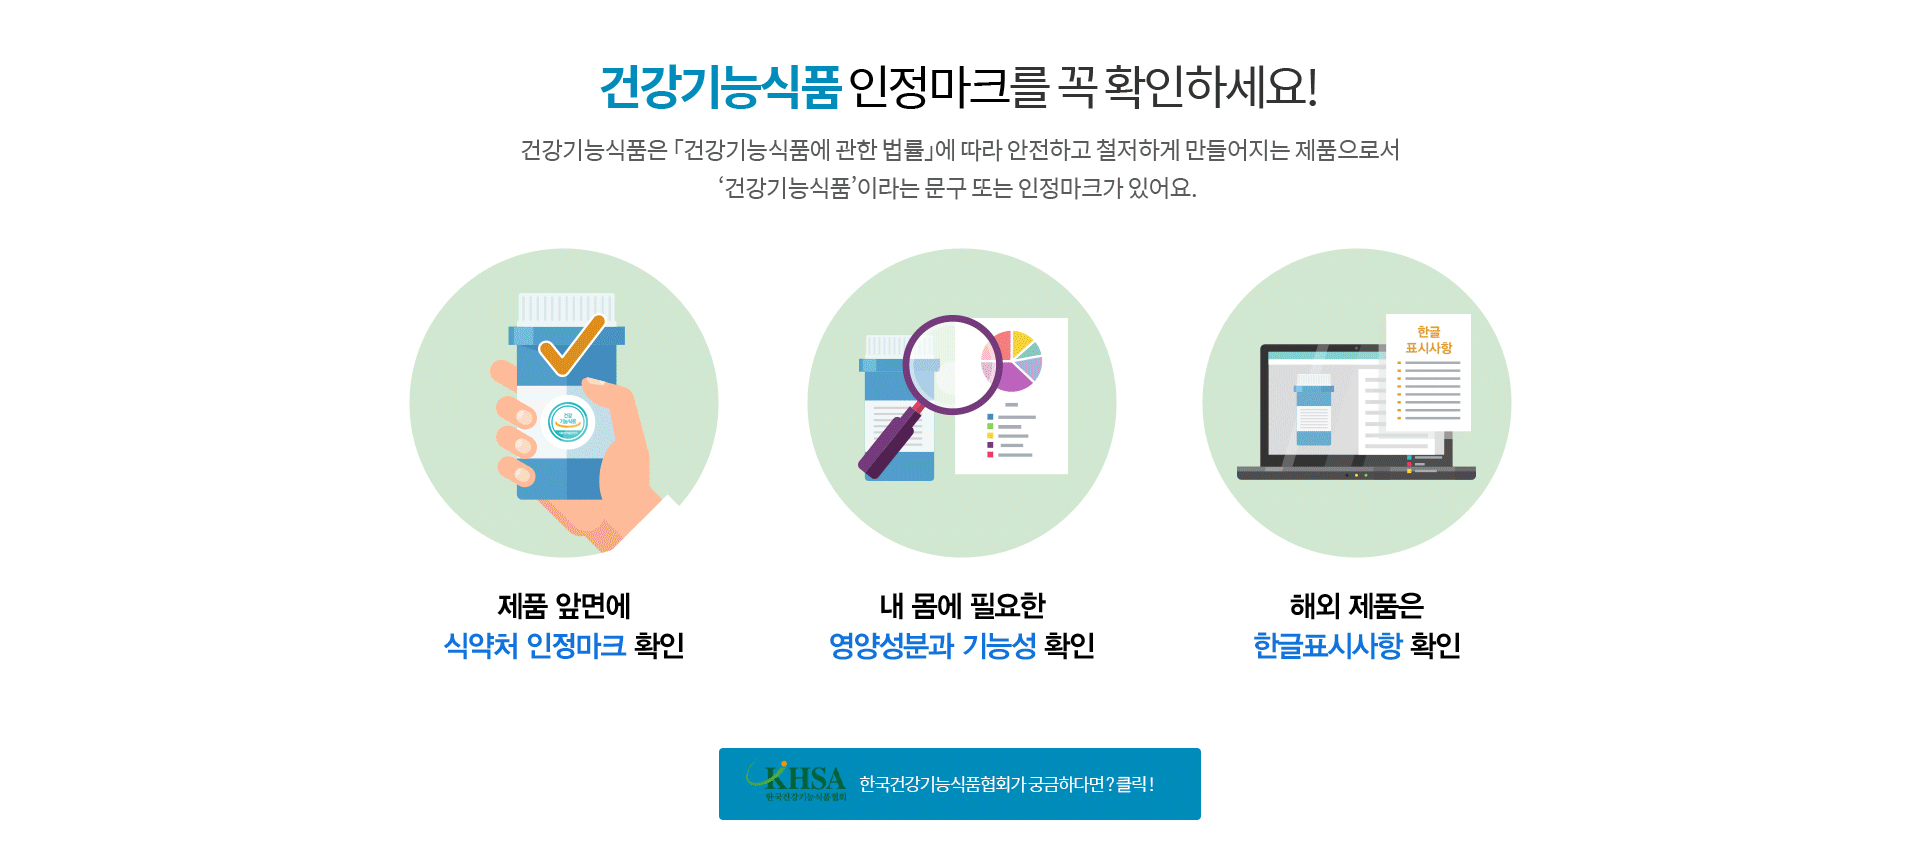 건강기능식품 인정마크를 꼭 확인하세요!
건강기능식품은 「건강기능식품에 관한 법률」에 따라 안전하고 철저하게 만들어지는 제품으로서
‘건강기능식품’이라는 문구 또는 인정마크가 있어요.
건강
기능식품
한글
표시사항
제품 앞면에
식약처 인정마크 확인
내 몸에 필요한
영양성분과 기능성 확인
해외 제품은
한글표시사항 확인
KHSA
한국건강기능식품협회
한국건강기능식품협회가 궁금하다면?클릭!